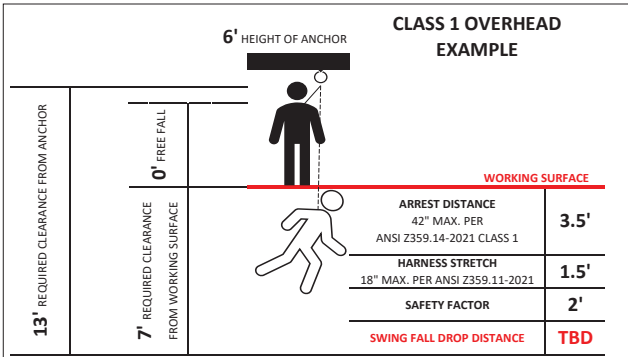 CLASS 1 OVERHEAD
EXAMPLE
6' HEIGHT OF ANCHOR
13' REQUIRED CLEARANCE FROM ANCHOR
0' FREE FALL
7' REQUIRED CLEARANCE
FROM WORKING SURFACE
WORKING SURFACE
ARREST DISTANCE
42" MAX. PER
ANSI Z359.14-2021 CLASS 1
3.5'
HARNESS STRETCH
18" MAX. PER ANSI Z359.11-2021
1.5'
SAFETY FACTOR
2'
SWING FALL DROP DISTANCE
TBD